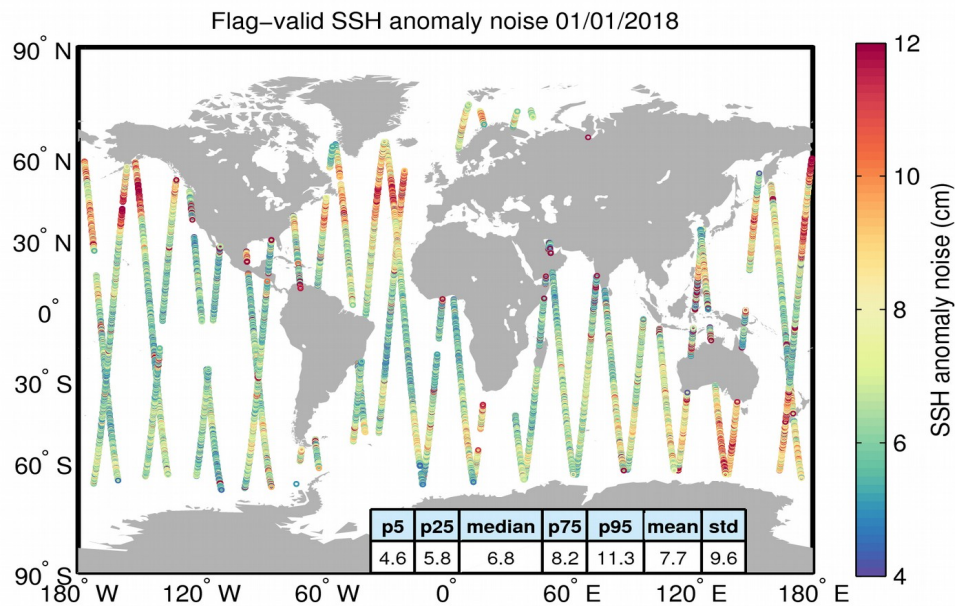 Flag-valid SSH anomaly noise 01/01/2018
90° N
60° N
30° N
0°
30° S
60° S
90° S
180° W
120° W
60° W
0°
60° E
120° E
180° E
12
10
8
6
4
SSH anomaly noise (cm)
p5 p25 median p75 p95 mean std
4.6 5.8 6.8 8.2 11.3 7.7 9.6